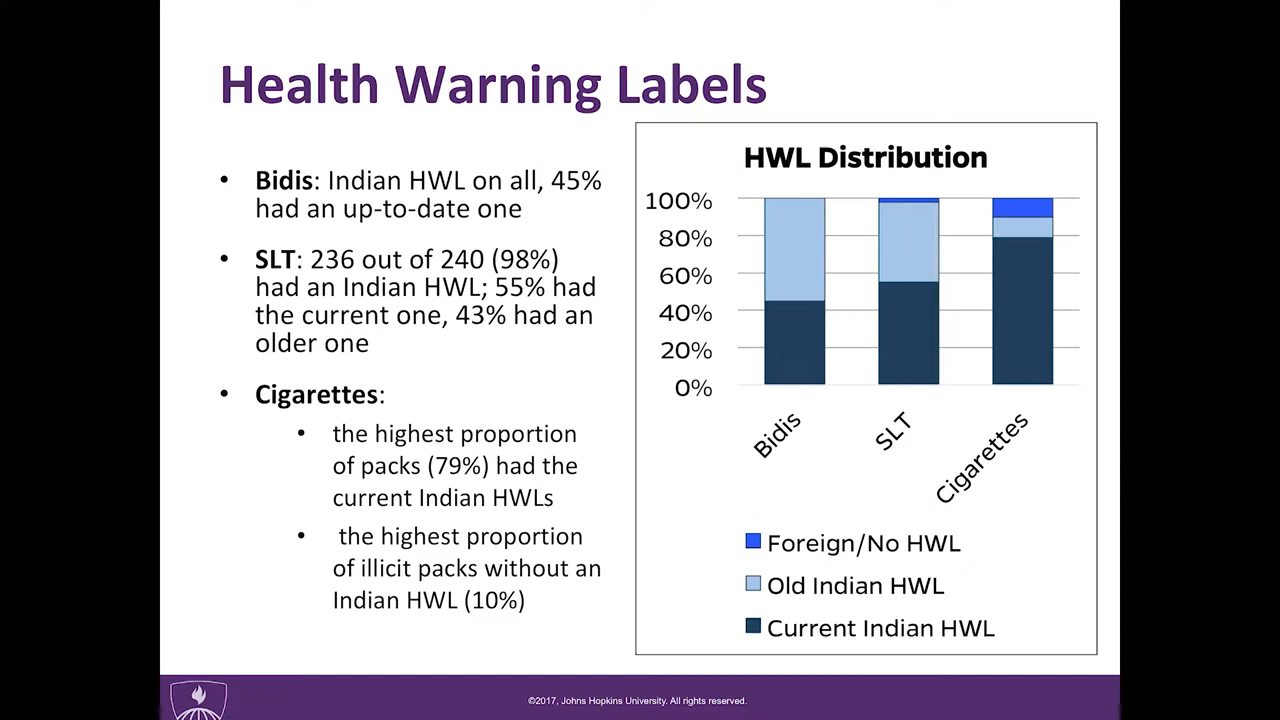 Health Warning Labels
• Bidis: Indian HWL on all, 45%
had an up-to-date one
• SLT: 236 out of 240 (98%)
had an Indian HWL; 55% had
the current one, 43% had an
older one
• Cigarettes:
• the highest proportion
of packs (79%) had the
current Indian HWLs
• the highest proportion
of illicit packs without an
Indian HWL (10%)
HWL Distribution
100%
80%
60%
40%
20%
0%
Bidis
SLT
Cigarettes
Foreign/No HWL
Old Indian HWL
Current Indian HWL
©2017, Johns Hopkins University. All rights reserved.